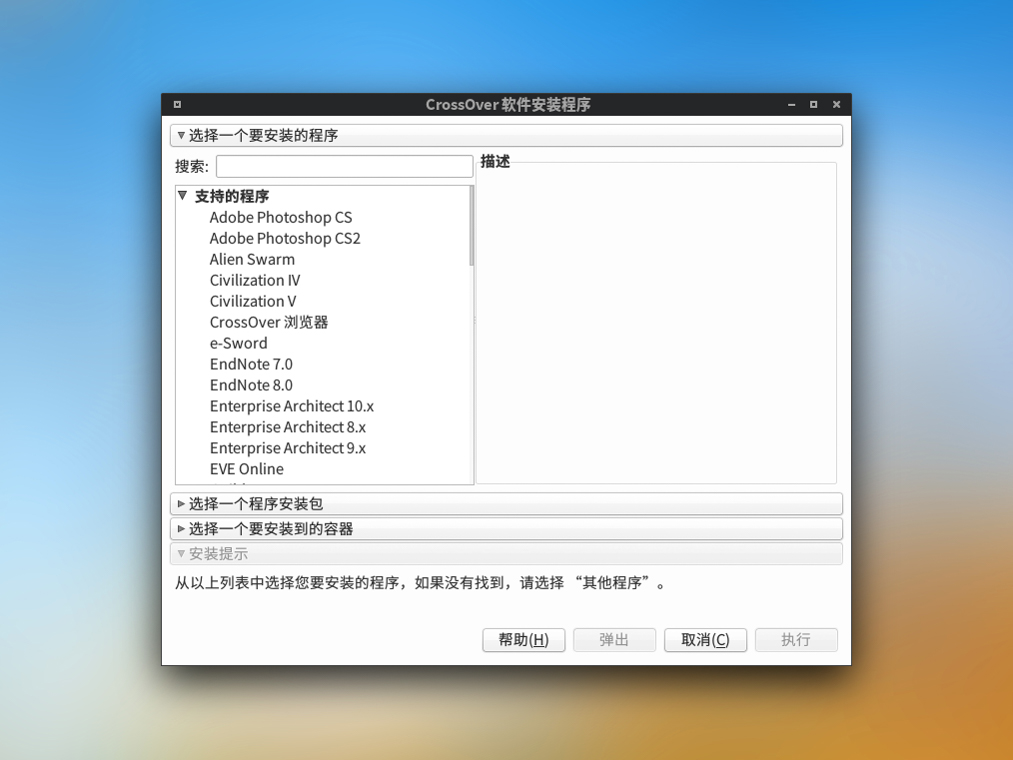 CrossOver 软件安装程序
选择一个要安装的程序
搜索:
描述
支持的程序
Adobe Photoshop CS
Adobe Photoshop CS2
Alien Swarm
Civilization IV
Civilization V
CrossOver 浏览器
e-Sword
EndNote 7.0
EndNote 8.0
Enterprise Architect 10.x
Enterprise Architect 8.x
Enterprise Architect 9.x
EVE Online
选择一个程序安装包
选择一个要安装到的容器
安装提示
从以上列表中选择您要安装的程序，如果没有找到，请选择 “其他程序”。
帮助(H)
弹出
取消(C)
执行